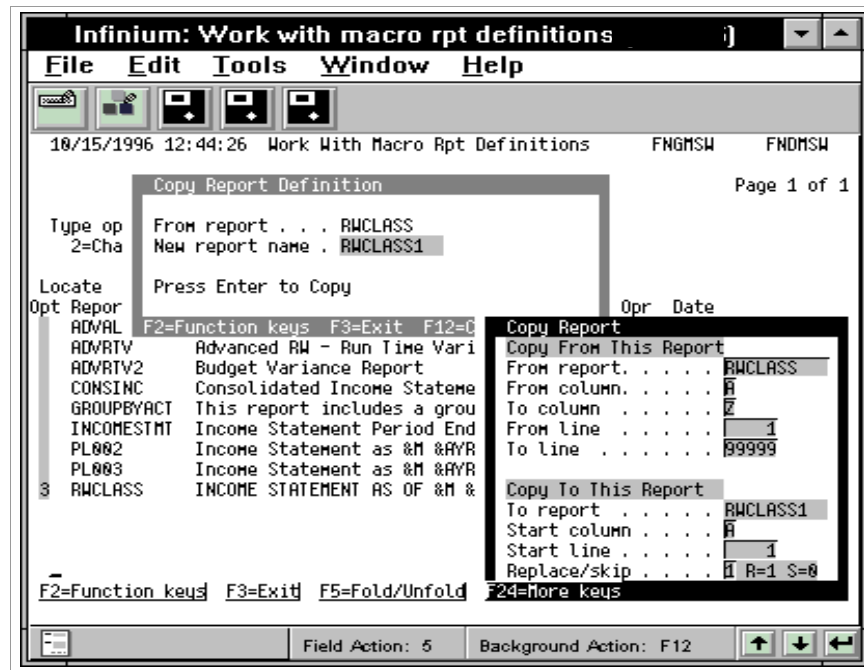 Infinium: Work with macro rpt definitions )
File Edit Tools Window Help
10/15/1996 12:44:26 Work With Macro Rpt Definitions FNGMSW FNDMSW
Copy Report Definition Page 1 of 1
Type op From report . . . RWCLASS
2=Cha New report name . RWCLASS1
Locate Press Enter to Copy
Opt Repor Opr Date
ADVAL F2=Function keys F3=Exit F12=C Copy Report
ADVRTV Advanced RW - Run Time Vari Copy From This Report
ADVRTV2 Budget Variance Report From report. . . . . RWCLASS
CONSINC Consolidated Income Stateme From column. . . . . A
GROUPBYACT This report includes a grou To column . . . . . Z
INCOMESTMT Income Statement Period End From line . . . . . 1
PL002 Income Statement as &M &AYR To line . . . . . . 99999
PL003 Income Statement as &M &AYR
3 RWCLASS INCOME STATEMENT AS OF &M & Copy To This Report
To report . . . . . RWCLASS1
Start column . . . . A
Start line . . . . . 1
Replace/skip . . . . 1 R=1 S=0
F2=Function keys F3=Exit F5=Fold/Unfold F24=More keys
Field Action: 5 Background Action: F12